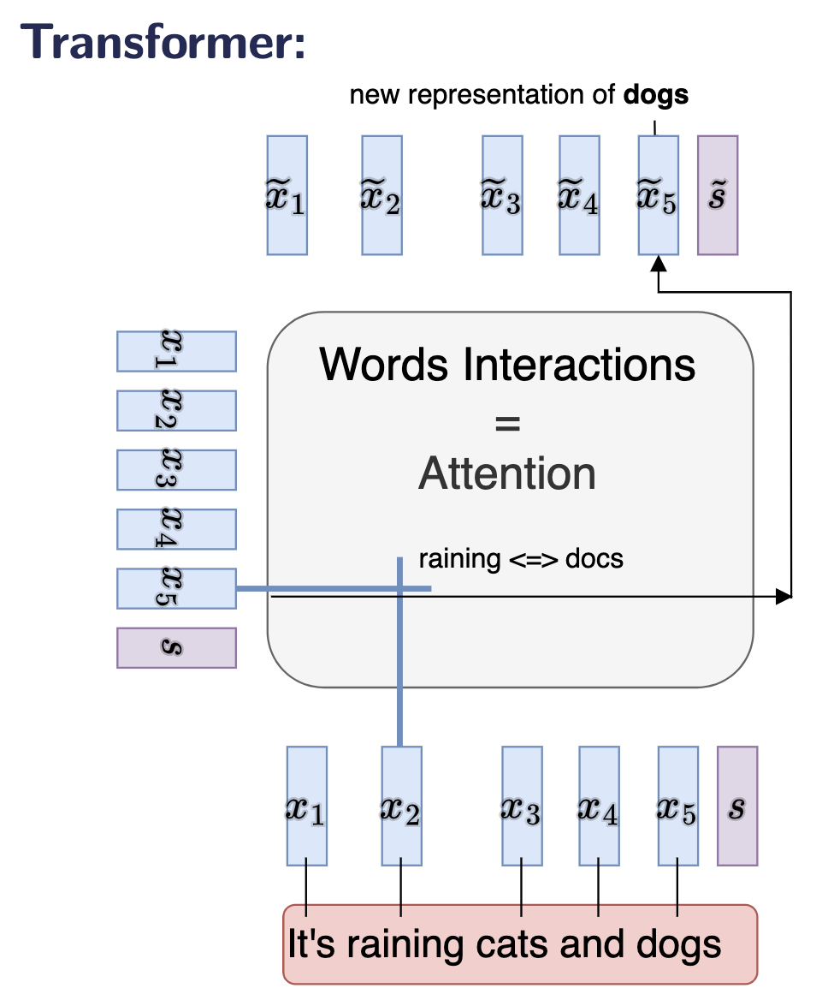 Transformer:
new representation of dogs
x̃₁ x̃₂ x̃₃ x̃₄ x̃₅ s̃
x₁
x₂
x₃
x₄
x₅
s
Words Interactions
=
Attention
raining <=> docs
x₁ x₂ x₃ x₄ x₅ s
It's raining cats and dogs